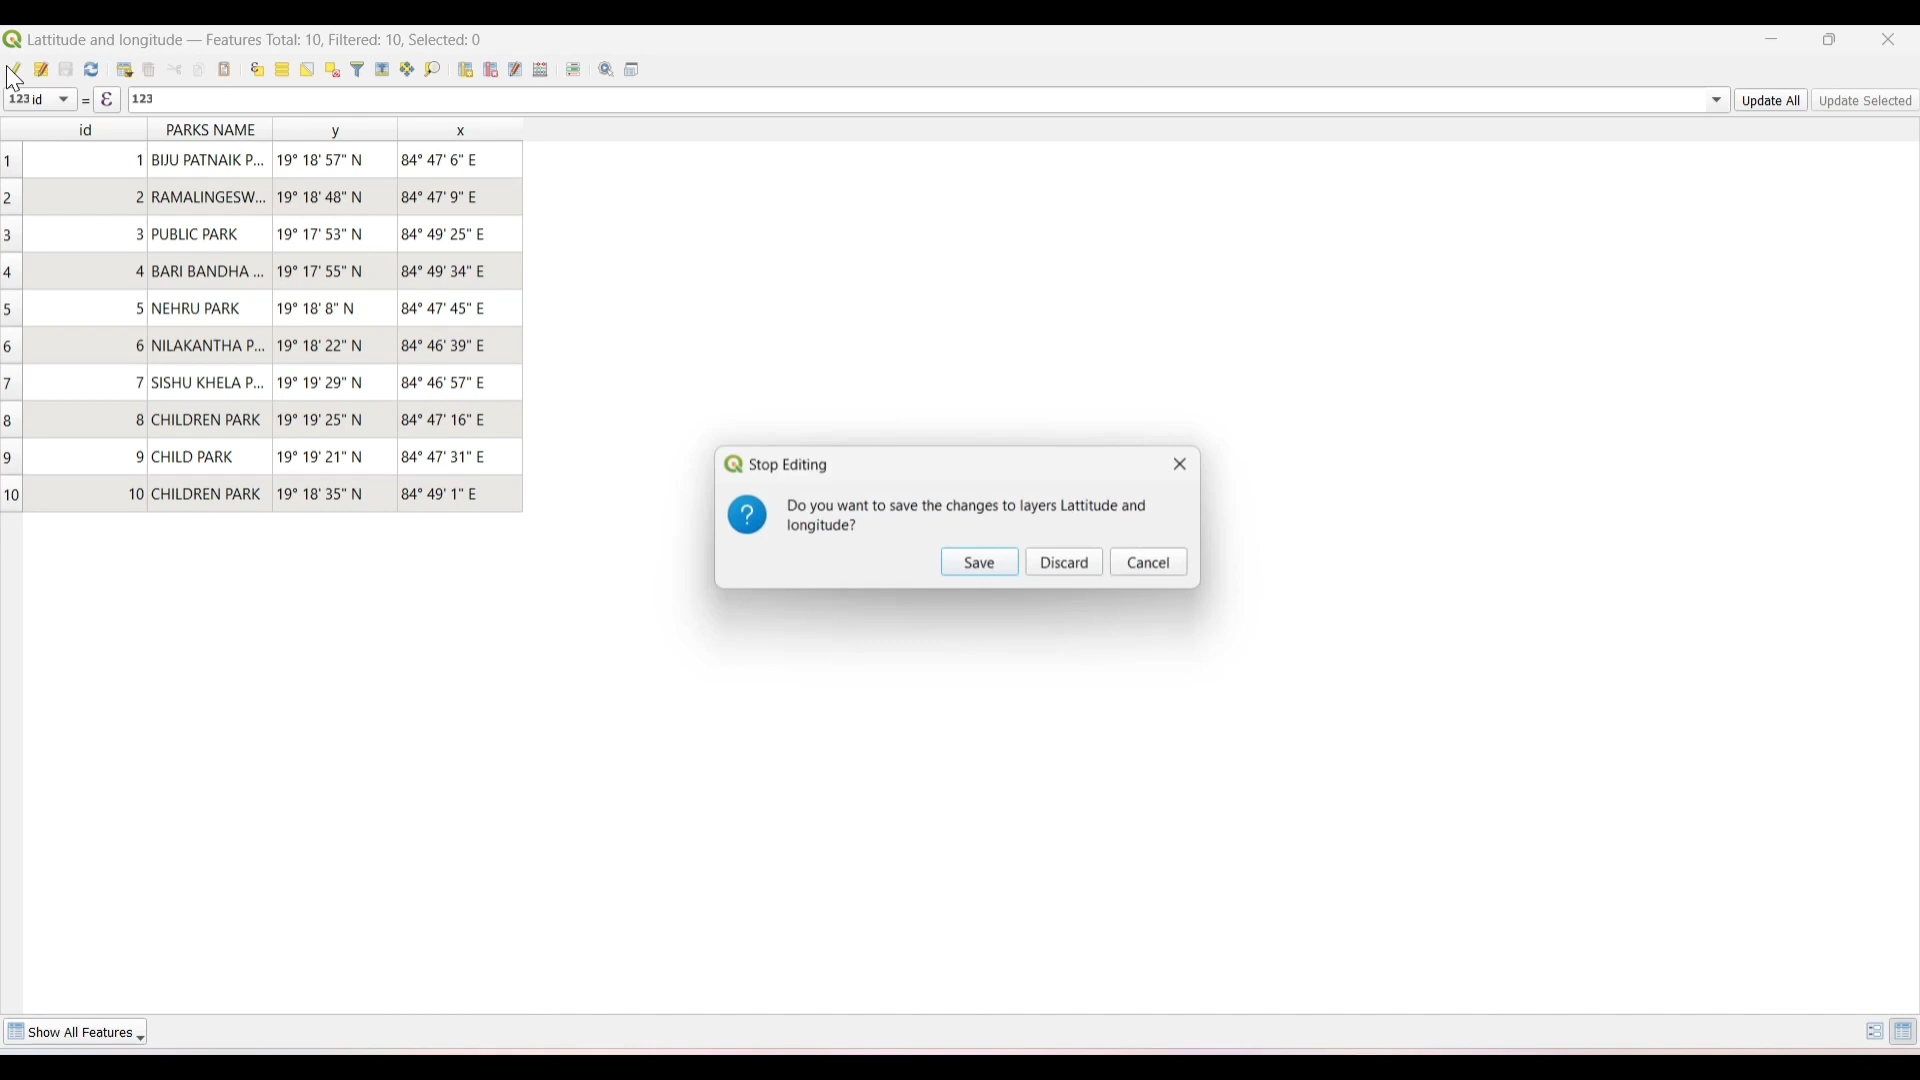 Lattitude and longitude — Features Total: 10, Filtered: 10, Selected: 0
123 id = ε 123 Update All Update Selected
id PARKS NAME y x
1 1 BIJU PATNAIK P... 19° 18' 57" N 84° 47' 6" E
2 2 RAMALINGESW... 19° 18' 48" N 84° 47' 9" E
3 3 PUBLIC PARK 19° 17' 53" N 84° 49' 25" E
4 4 BARI BANDHA ... 19° 17' 55" N 84° 49' 34" E
5 5 NEHRU PARK 19° 18' 8" N 84° 47' 45" E
6 6 NILAKANTHA P... 19° 18' 22" N 84° 46' 39" E
7 7 SISHU KHELA P... 19° 19' 29" N 84° 46' 57" E
8 8 CHILDREN PARK 19° 19' 25" N 84° 47' 16" E
9 9 CHILD PARK 19° 19' 21" N 84° 47' 31" E
10 10 CHILDREN PARK 19° 18' 35" N 84° 49' 1" E
Stop Editing
Do you want to save the changes to layers Lattitude and
longitude?
Save Discard Cancel
Show All Features